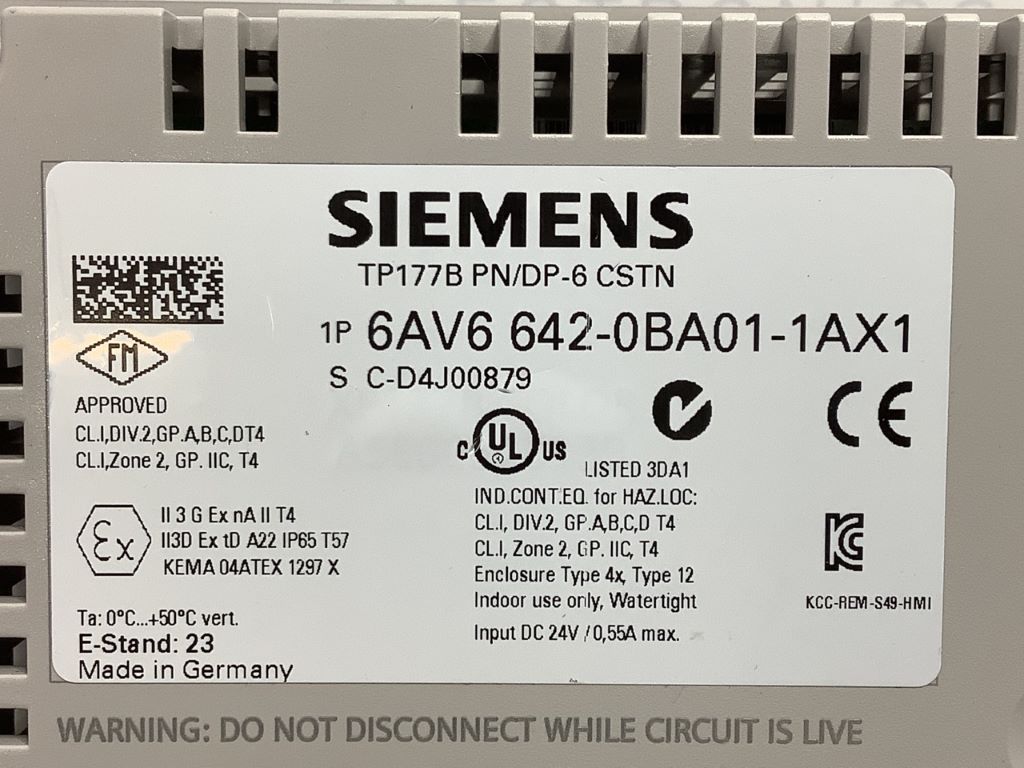 SIEMENS
TP177B PN/DP-6 CSTN
1P 6AV6 642-0BA01-1AX1
S C-D4J00879
FM
APPROVED
CL.I,DIV.2,GP.A,B,C,DT4
CL.I,Zone 2, GP. IIC, T4
C UL US
LISTED 3DA1
CE
IND.CONT.EQ. for HAZ.LOC:
CL.I, DIV.2, GP.A,B,C,D T4
CL.I, Zone 2, GP. IIC, T4
Enclosure Type 4x, Type 12
Indoor use only, Watertight
Input DC 24V / 0,55A max.
Ex
II 3 G Ex nA II T4
II3D Ex tD A22 IP65 T57
KEMA 04ATEX 1297 X
KC
KCC-REM-S49-HMI
Ta: 0°C...+50°C vert.
E-Stand: 23
Made in Germany
WARNING: DO NOT DISCONNECT WHILE CIRCUIT IS LIVE